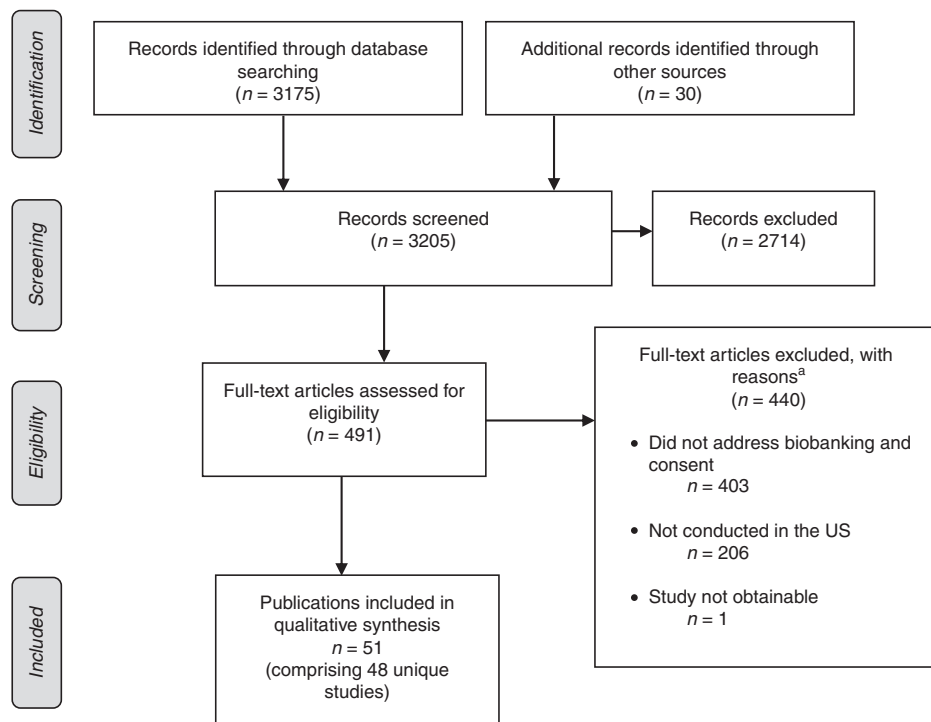 Identification
Records identified through database
searching
(n = 3175)
Additional records identified through
other sources
(n = 30)
Screening
Records screened
(n = 3205)
Records excluded
(n = 2714)
Eligibility
Full-text articles assessed for
eligibility
(n = 491)
Full-text articles excluded, with
reasonsa
(n = 440)
• Did not address biobanking and
consent
n = 403
• Not conducted in the US
n = 206
• Study not obtainable
n = 1
Included
Publications included in
qualitative synthesis
n = 51
(comprising 48 unique
studies)